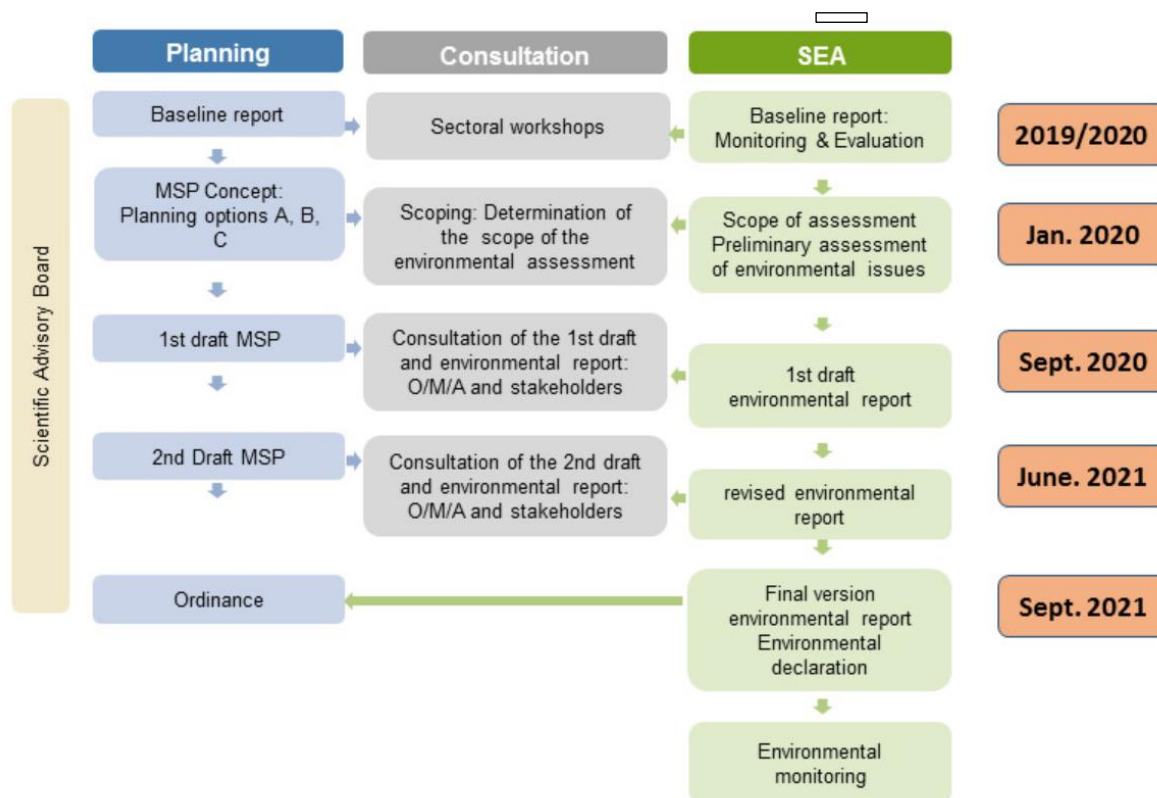 Planning
Consultation
SEA
Scientific Advisory Board
Baseline report
Sectoral workshops
Baseline report:
Monitoring & Evaluation
2019/2020
MSP Concept:
Planning options A, B,
C
Scoping: Determination of
the scope of the
environmental assessment
Scope of assessment
Preliminary assessment
of environmental issues
Jan. 2020
1st draft MSP
Consultation of the 1st draft
and environmental report:
O/M/A and stakeholders
1st draft
environmental report
Sept. 2020
2nd Draft MSP
Consultation of the 2nd draft
and environmental report:
O/M/A and stakeholders
revised environmental
report
June. 2021
Ordinance
Final version
environmental report
Environmental
declaration
Sept. 2021
Environmental
monitoring